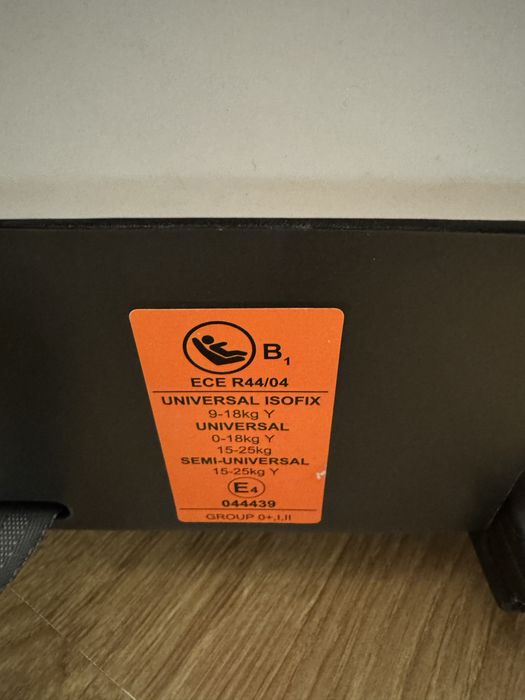 B1
ECE R44/04
UNIVERSAL ISOFIX
9-18kg Y
UNIVERSAL
0-18kg Y
15-25kg
SEMI-UNIVERSAL
15-25kg Y
E4
044439
GROUP 0+,I,II